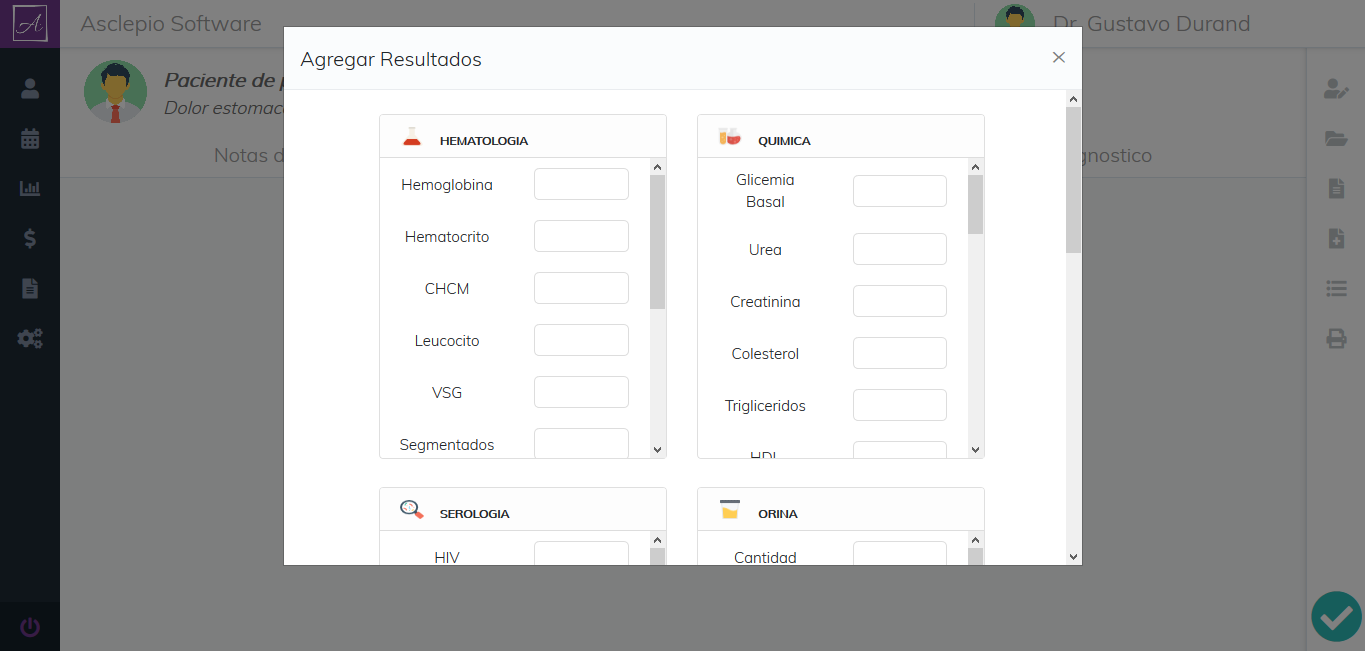 Asclepio Software
Dr. Gustavo Durand
Agregar Resultados
Paciente de
Dolor estomac
Notas d
gnostico
HEMATOLOGIA
Hemoglobina
Hematocrito
CHCM
Leucocito
VSG
Segmentados
QUIMICA
Glicemia
Basal
Urea
Creatinina
Colesterol
Trigliceridos
HDL
SEROLOGIA
HIV
ORINA
Cantidad